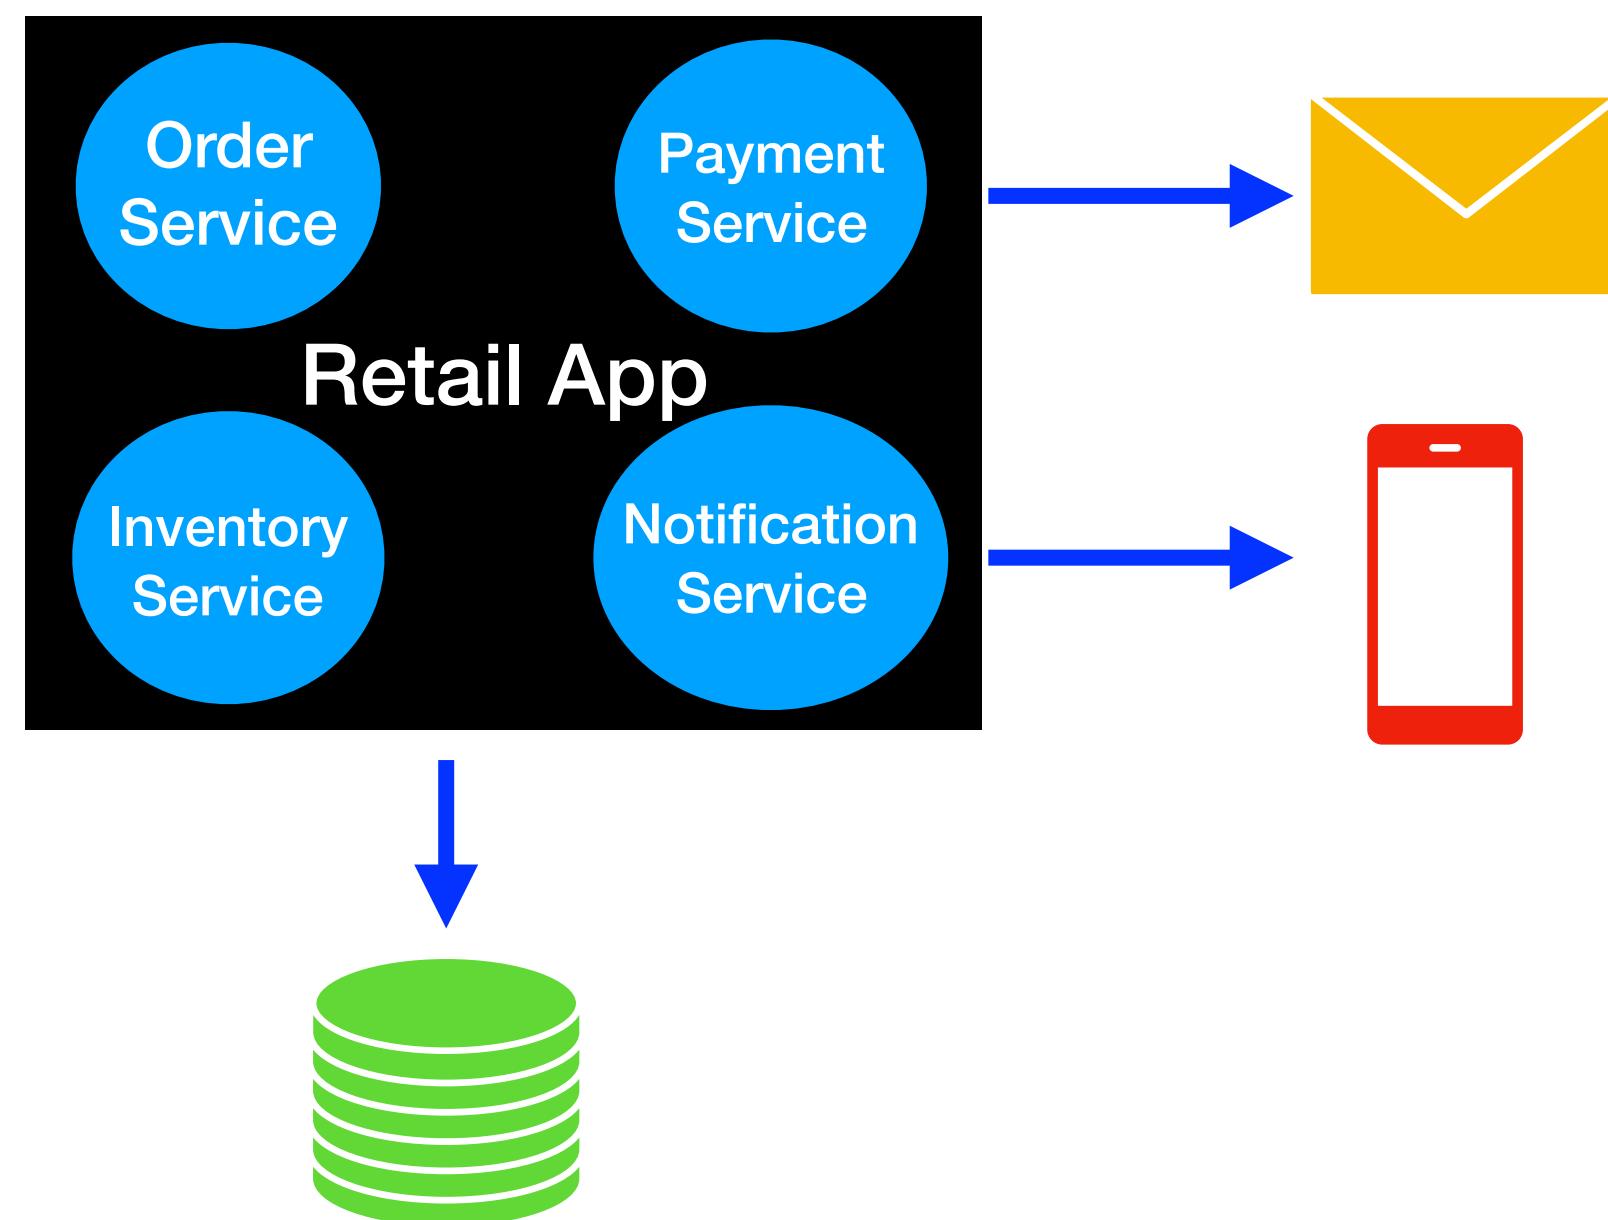 Order
Service
Payment
Service
Retail App
Inventory
Service
Notification
Service